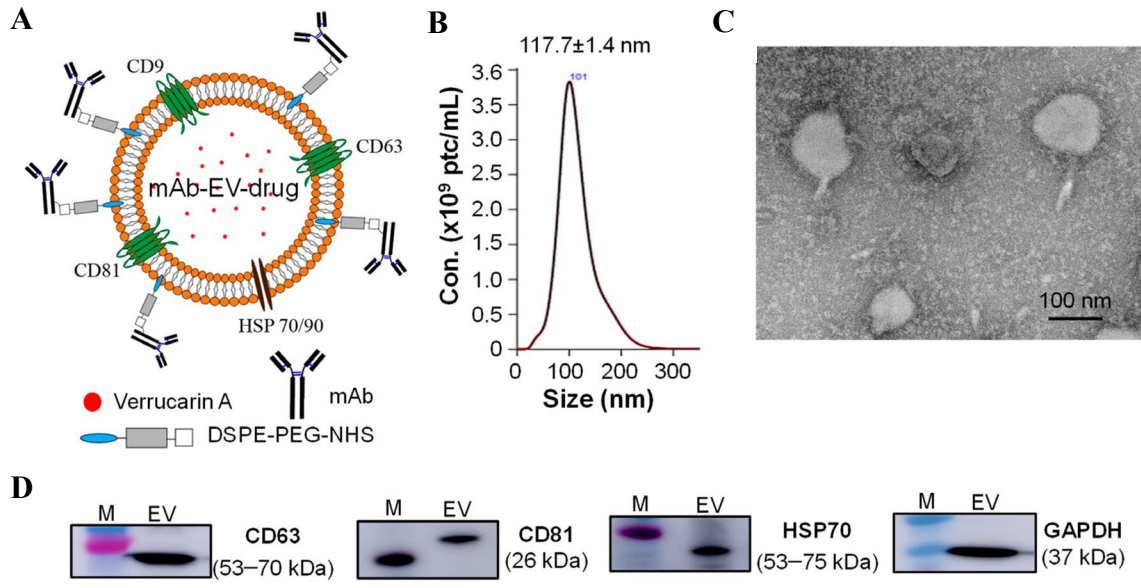 A
CD9
CD63
mAb-EV-drug
CD81
HSP 70/90
mAb
Verrucarin A
DSPE-PEG-NHS
B
117.7±1.4 nm
101
Con. (x10⁹ ptc/mL)
3.6
3.5
3.0
2.5
2.0
1.5
1.0
0.5
0
0
100
200
300
Size (nm)
C
100 nm
D
M EV
CD63
(53–70 kDa)
M EV
CD81
(26 kDa)
M EV
HSP70
(53–75 kDa)
M EV
GAPDH
(37 kDa)